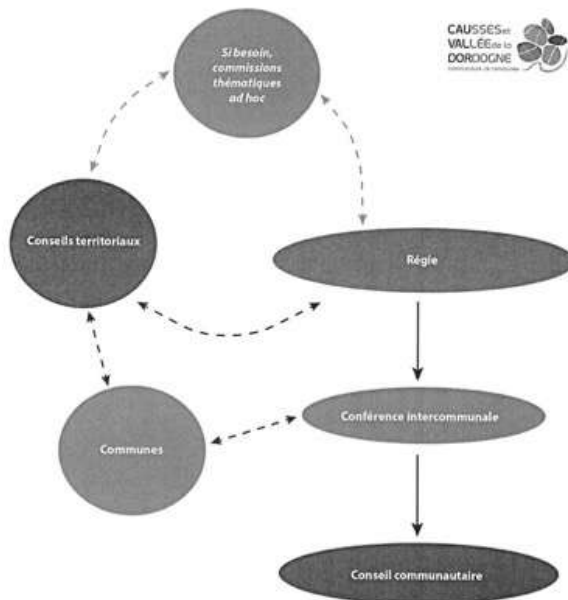 Si besoin,
commissions
thématiques
ad hoc
CAUSSES et
VALLÉE de la
DORDOGNE
Conseils territoriaux
Régie
Communes
Conférence intercommunale
Conseil communautaire